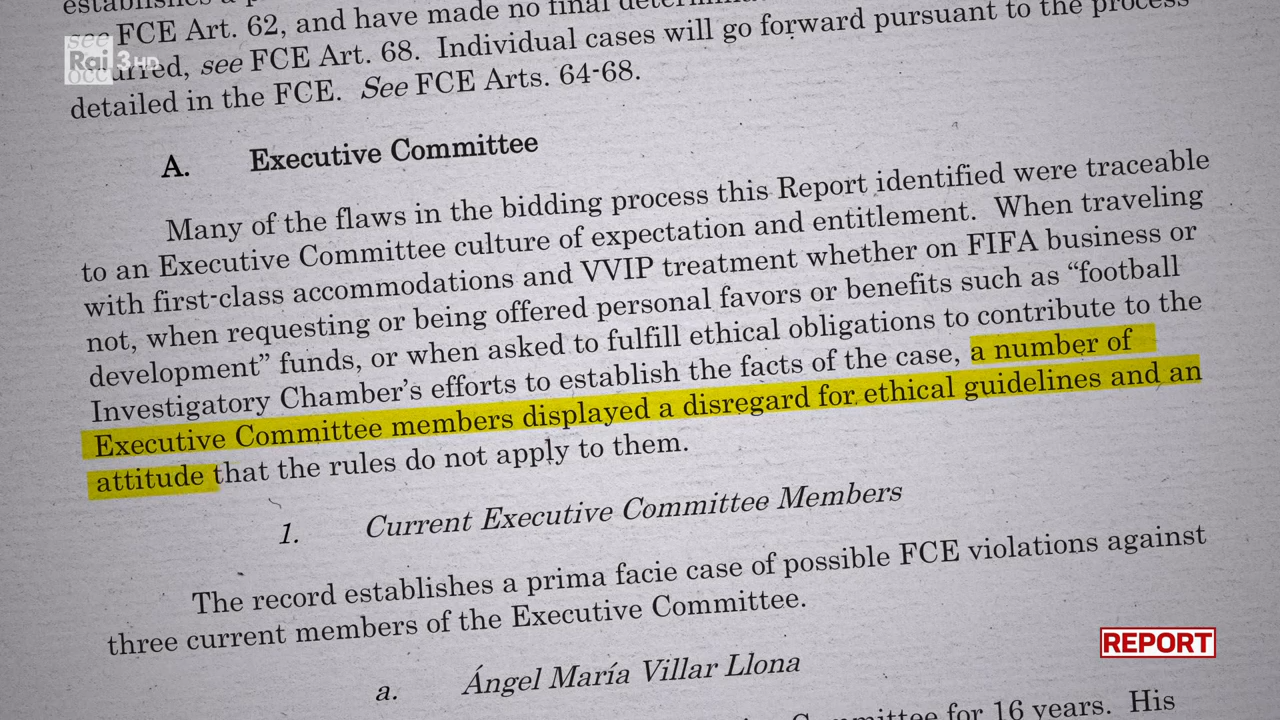 see
Rai 3 HD
FCE Art. 62, and have made no final
see FCE Art. 68. Individual cases will go forward pursuant to the process
detailed in the FCE. See FCE Arts. 64-68.
A. Executive Committee
Many of the flaws in the bidding process this Report identified were traceable
to an Executive Committee culture of expectation and entitlement. When traveling
with first-class accommodations and VVIP treatment whether on FIFA business or
not, when requesting or being offered personal favors or benefits such as “football
development” funds, or when asked to fulfill ethical obligations to contribute to the
Investigatory Chamber’s efforts to establish the facts of the case, a number of
Executive Committee members displayed a disregard for ethical guidelines and an
attitude that the rules do not apply to them.
1. Current Executive Committee Members
The record establishes a prima facie case of possible FCE violations against
three current members of the Executive Committee.
a. Ángel María Villar Llona
Committee for 16 years. His
REPORT